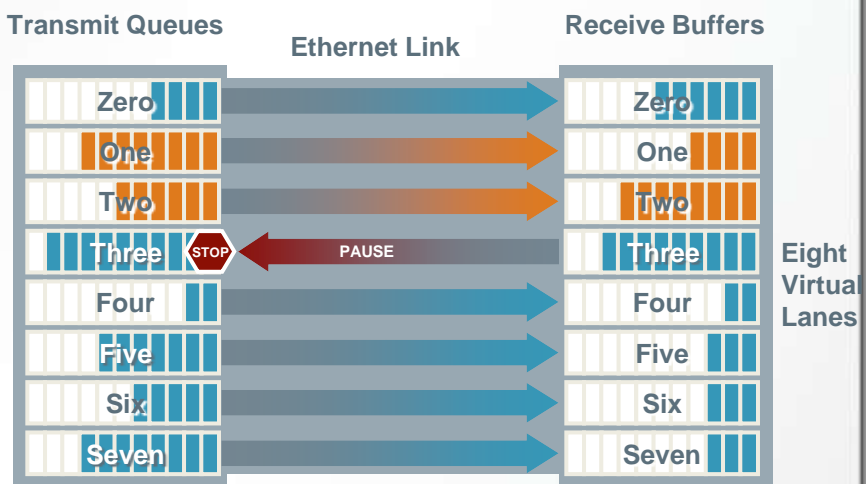 Transmit Queues
Ethernet Link
Receive Buffers
Zero
Zero
One
One
Two
Two
Three
STOP
PAUSE
Three
Four
Four
Five
Five
Six
Six
Seven
Seven
Eight
Virtual
Lanes